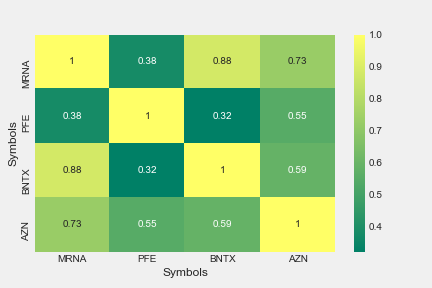 MRNA 1 0.38 0.88 0.73
PFE 0.38 1 0.32 0.55
BNTX 0.88 0.32 1 0.59
AZN 0.73 0.55 0.59 1
MRNA PFE BNTX AZN
Symbols
Symbols
1.0
0.9
0.8
0.7
0.6
0.5
0.4